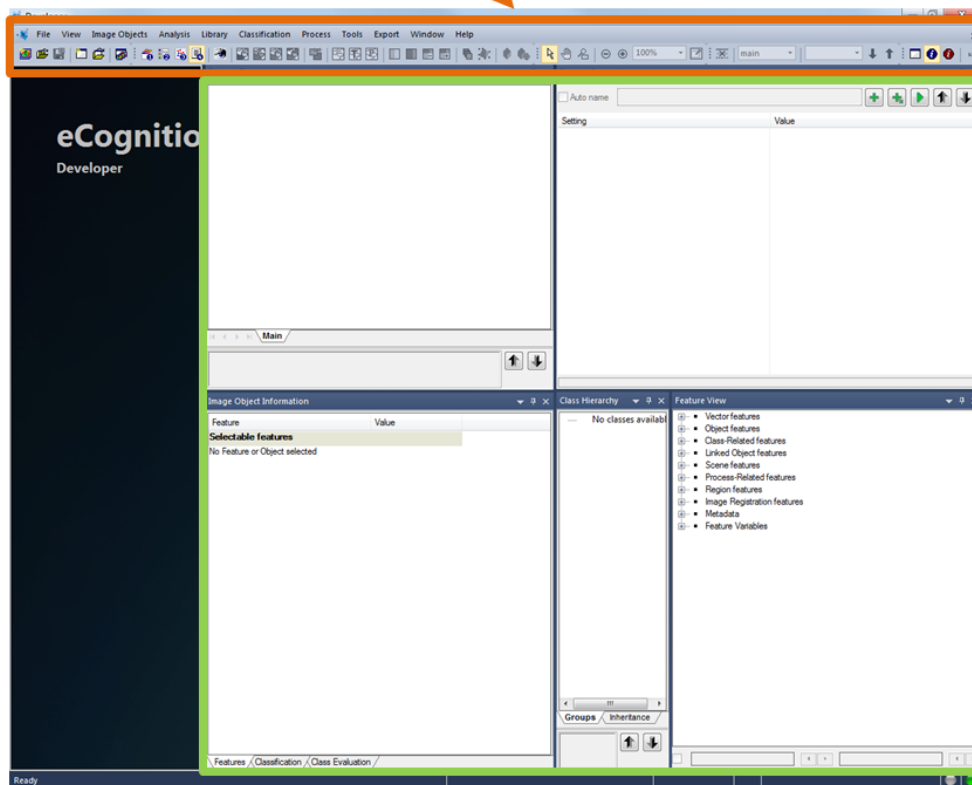 File View Image Objects Analysis Library Classification Process Tools Export Window Help
100% main
eCognitio
Developer
Auto name
Setting Value
Main
Image Object Information
Feature Value
Selectable features
No Feature or Object selected
Features Classification Class Evaluation
Class Hierarchy
No classes availabl
Groups Inheritance
Feature View
Vector features
Object features
Class-Related features
Linked Object features
Scene features
Process-Related features
Region features
Image Registration features
Metadata
Feature Variables
Ready